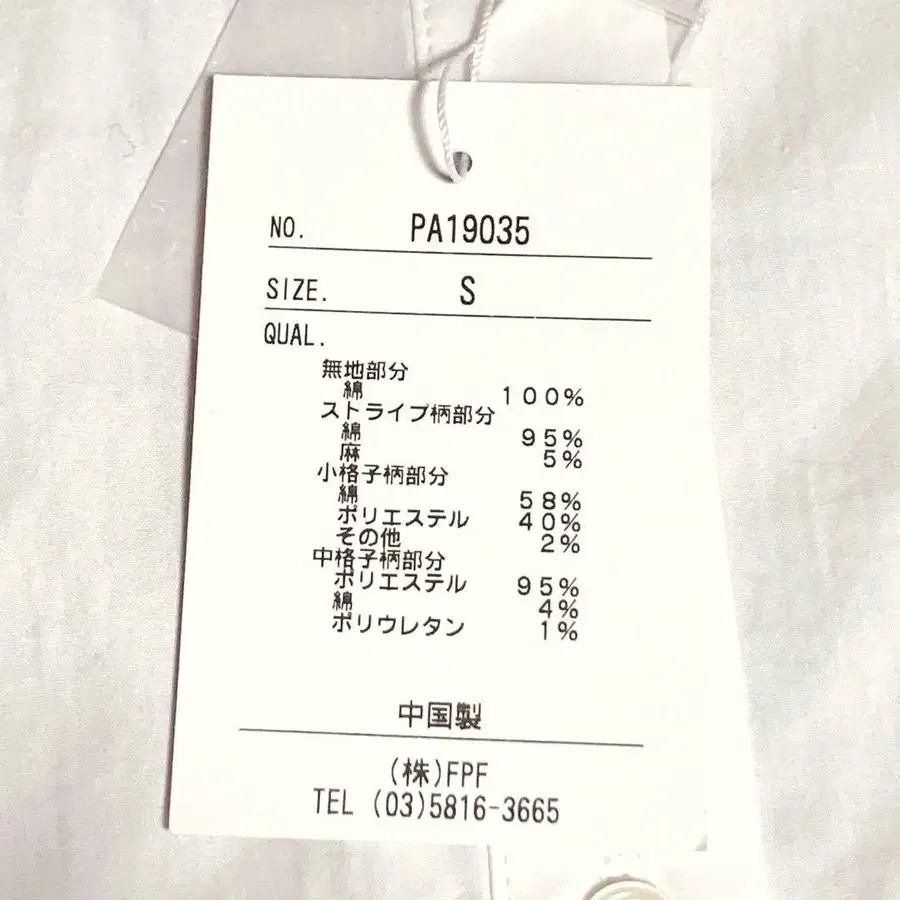 NO. PA19035
SIZE. S
QUAL.
無地部分
綿 100%
ストライプ柄部分
綿 95%
麻 5%
小格子柄部分
綿 58%
ポリエステル 40%
その他 2%
中格子柄部分
ポリエステル 95%
綿 4%
ポリウレタン 1%
中国製
(株)FPF
TEL (03)5816-3665